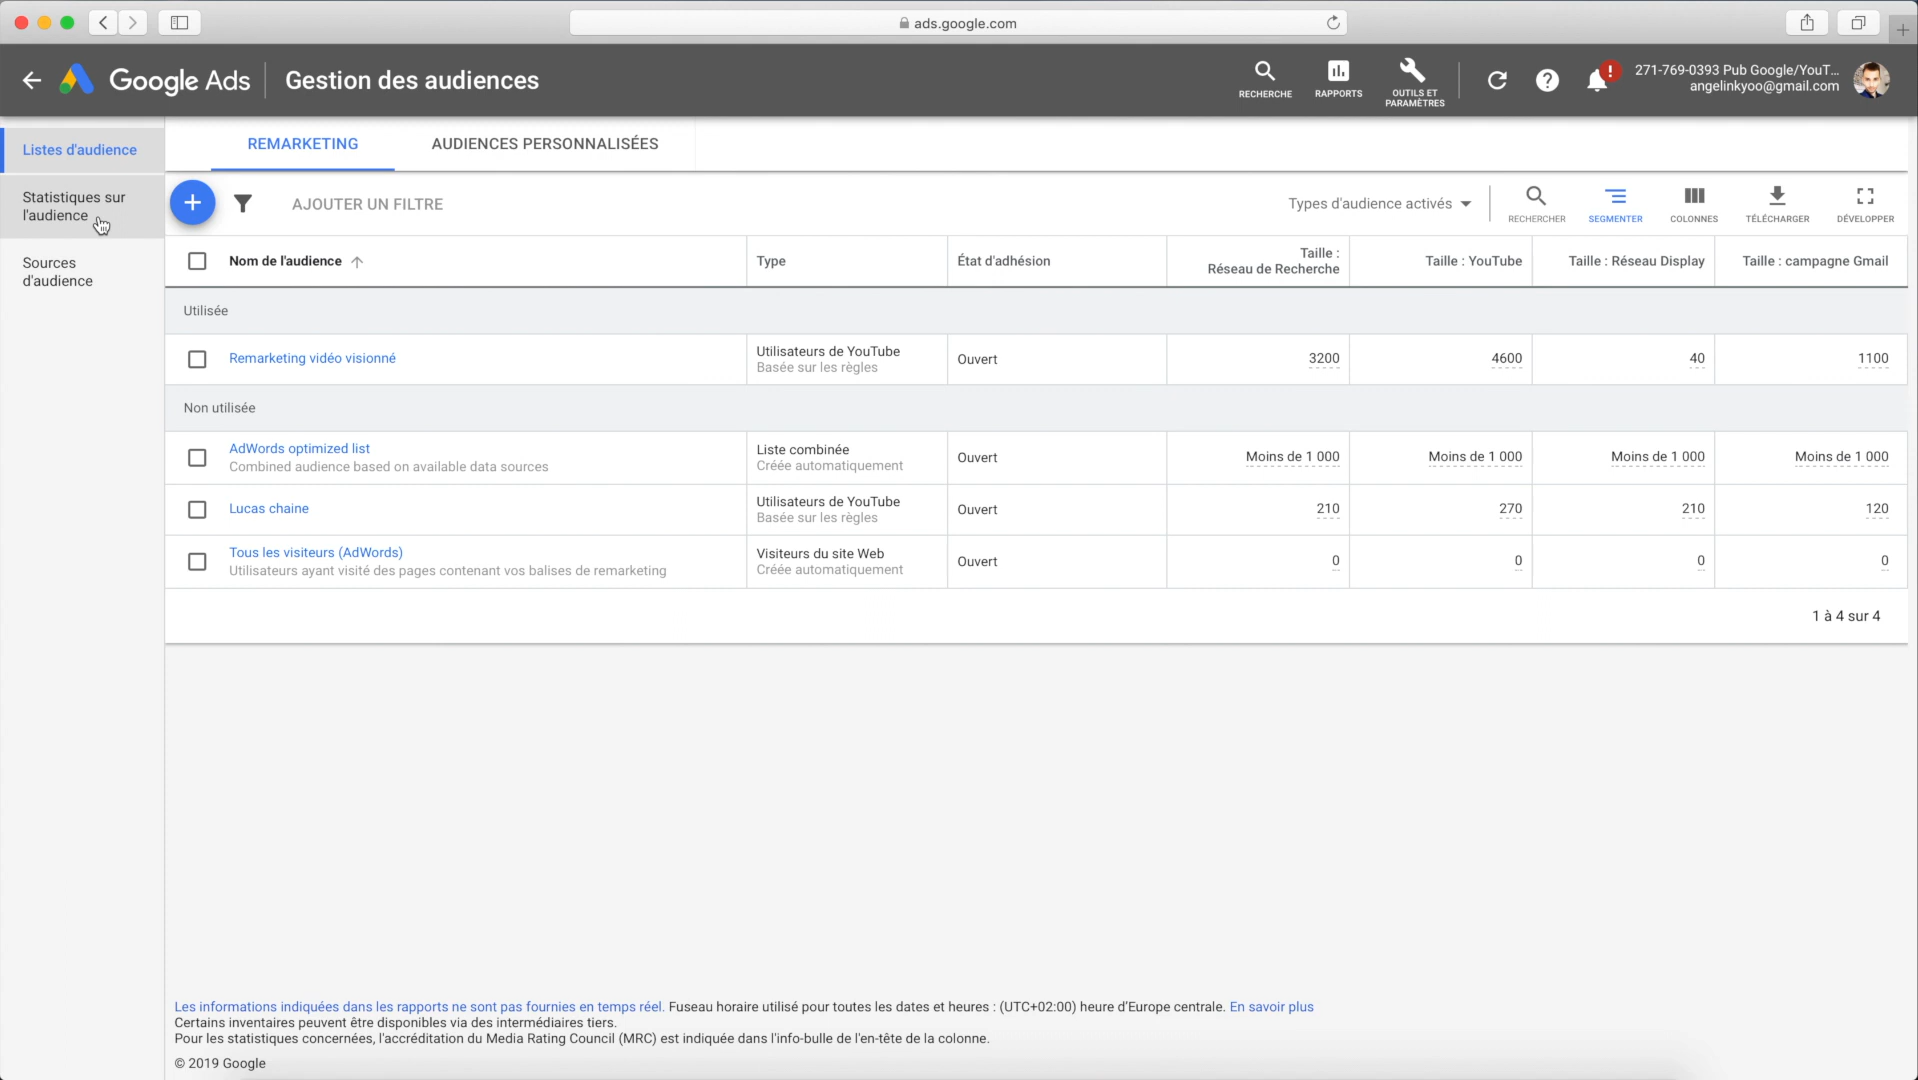 ads.google.com
Google Ads
Gestion des audiences
RECHERCHE
RAPPORTS
OUTILS ET
PARAMÈTRES
271-769-0393 Pub Google/YouT...
angelinkyoo@gmail.com
Listes d'audience
Statistiques sur
l'audience
Sources
d'audience
REMARKETING
AUDIENCES PERSONNALISÉES
AJOUTER UN FILTRE
Types d'audience activés
RECHERCHER
SEGMENTER
COLONNES
TÉLÉCHARGER
DÉVELOPPER
Nom de l'audience
Type
État d'adhésion
Taille :
Réseau de Recherche
Taille : YouTube
Taille : Réseau Display
Taille : campagne Gmail
Utilisée
Remarketing vidéo visionné
Utilisateurs de YouTube
Basée sur les règles
Ouvert
3200
4600
40
1100
Non utilisée
AdWords optimized list
Combined audience based on available data sources
Liste combinée
Créée automatiquement
Ouvert
Moins de 1 000
Moins de 1 000
Moins de 1 000
Moins de 1 000
Lucas chaine
Utilisateurs de YouTube
Basée sur les règles
Ouvert
210
270
210
120
Tous les visiteurs (AdWords)
Utilisateurs ayant visité des pages contenant vos balises de remarketing
Visiteurs du site Web
Créée automatiquement
Ouvert
0
0
0
0
1 à 4 sur 4
Les informations indiquées dans les rapports ne sont pas fournies en temps réel. Fuseau horaire utilisé pour toutes les dates et heures : (UTC+02:00) heure d'Europe centrale. En savoir plus
Certains inventaires peuvent être disponibles via des intermédiaires tiers.
Pour les statistiques concernées, l'accréditation du Media Rating Council (MRC) est indiquée dans l'info-bulle de l'en-tête de la colonne.
© 2019 Google